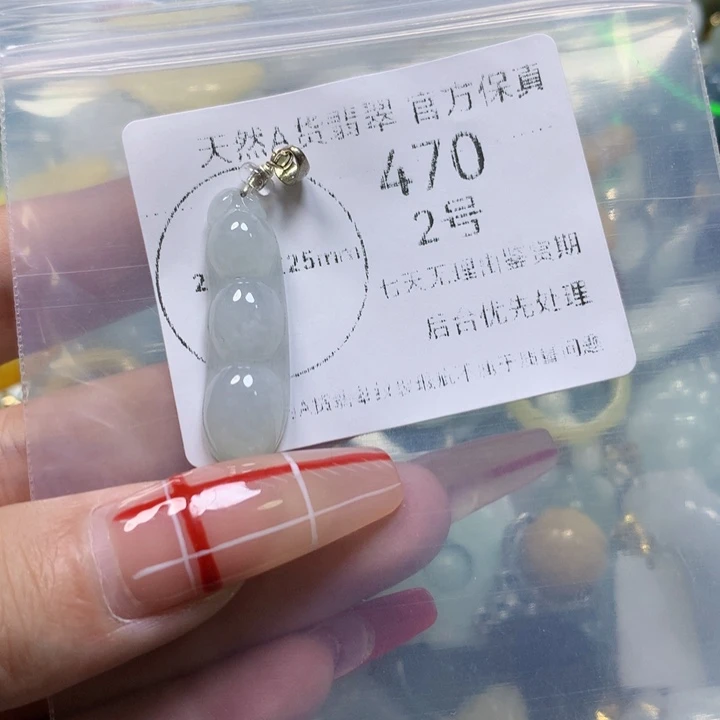 天然A货翡翠 官方保真
470
2号
25mm
七天无理由鉴赏期
后台优先处理